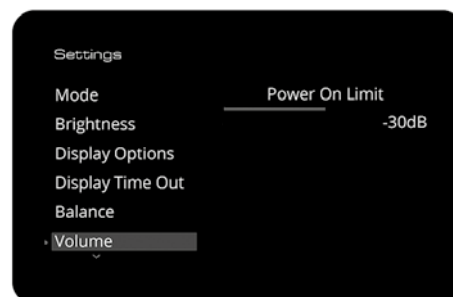 Settings
Mode
Power On Limit
Brightness
-30dB
Display Options
Display Time Out
Balance
Volume